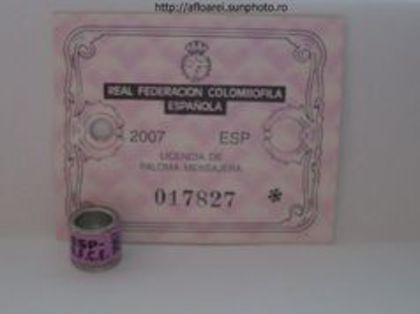 http://afloarei.sunphoto.ro
REAL FEDERACION COLOMBOFILA
ESPAÑOLA
2007 ESP
LICENCIA DE
PALOMA MENSAJERA
017827 *
ESP-
F.C.E.